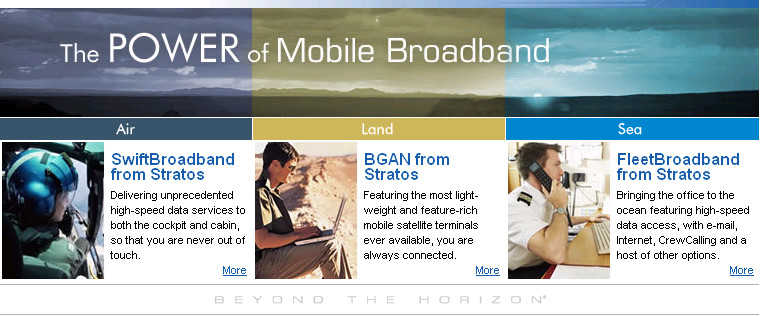 The POWER of Mobile Broadband
Air
Land
Sea
SwiftBroadband
from Stratos
Delivering unprecedented
high-speed data services to
both the cockpit and cabin,
so that you are never out of
touch.
More
BGAN from
Stratos
Featuring the most light-
weight and feature-rich
mobile satellite terminals
ever available, you are
always connected.
More
FleetBroadband
from Stratos
Bringing the office to the
ocean featuring high-speed
data access, with e-mail,
Internet, CrewCalling and a
host of other options.
More
BEYOND THE HORIZON